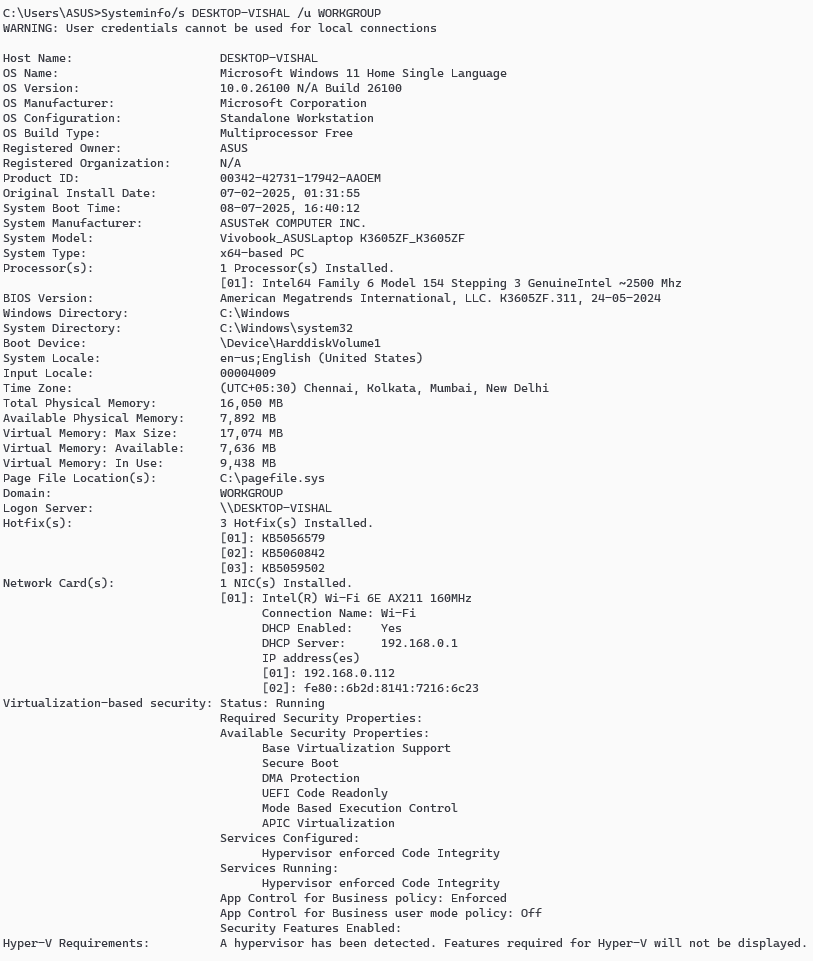 C:\Users\ASUS>Systeminfo/s DESKTOP-VISHAL /u WORKGROUP
WARNING: User credentials cannot be used for local connections
Host Name: DESKTOP-VISHAL
OS Name: Microsoft Windows 11 Home Single Language
OS Version: 10.0.26100 N/A Build 26100
OS Manufacturer: Microsoft Corporation
OS Configuration: Standalone Workstation
OS Build Type: Multiprocessor Free
Registered Owner: ASUS
Registered Organization: N/A
Product ID: 00342-42731-17942-AAOEM
Original Install Date: 07-02-2025, 01:31:55
System Boot Time: 08-07-2025, 16:40:12
System Manufacturer: ASUSTeK COMPUTER INC.
System Model: Vivobook_ASUSLaptop K3605ZF_K3605ZF
System Type: x64-based PC
Processor(s): 1 Processor(s) Installed.
[01]: Intel64 Family 6 Model 154 Stepping 3 GenuineIntel ~2500 Mhz
BIOS Version: American Megatrends International, LLC. K3605ZF.311, 24-05-2024
Windows Directory: C:\Windows
System Directory: C:\Windows\system32
Boot Device: \Device\HarddiskVolume1
System Locale: en-us;English (United States)
Input Locale: 00004009
Time Zone: (UTC+05:30) Chennai, Kolkata, Mumbai, New Delhi
Total Physical Memory: 16,050 MB
Available Physical Memory: 7,892 MB
Virtual Memory: Max Size: 17,074 MB
Virtual Memory: Available: 7,636 MB
Virtual Memory: In Use: 9,438 MB
Page File Location(s): C:\pagefile.sys
Domain: WORKGROUP
Logon Server: \\DESKTOP-VISHAL
Hotfix(s): 3 Hotfix(s) Installed.
[01]: KB5056579
[02]: KB5060842
[03]: KB5059502
Network Card(s): 1 NIC(s) Installed.
[01]: Intel(R) Wi-Fi 6E AX211 160MHz
Connection Name: Wi-Fi
DHCP Enabled: Yes
DHCP Server: 192.168.0.1
IP address(es)
[01]: 192.168.0.112
[02]: fe80::6b2d:8141:7216:6c23
Virtualization-based security: Status: Running
Required Security Properties:
Available Security Properties:
Base Virtualization Support
Secure Boot
DMA Protection
UEFI Code Readonly
Mode Based Execution Control
APIC Virtualization
Services Configured:
Hypervisor enforced Code Integrity
Services Running:
Hypervisor enforced Code Integrity
App Control for Business policy: Enforced
App Control for Business user mode policy: Off
Security Features Enabled:
Hyper-V Requirements: A hypervisor has been detected. Features required for Hyper-V will not be displayed.